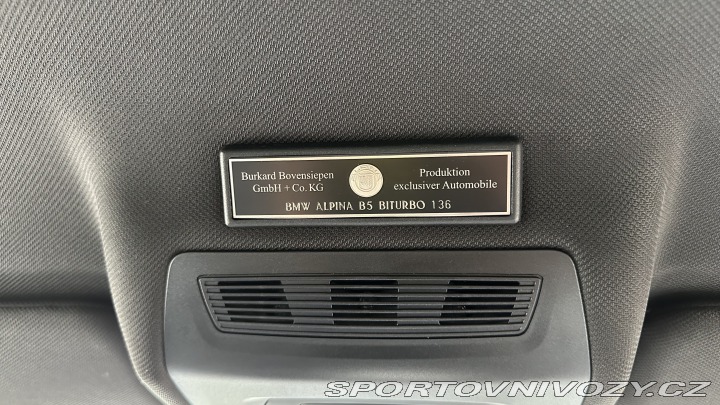 Burkard Bovensiepen
GmbH + Co. KG
Produktion
exclusiver Automobile
BMW ALPINA B5 BITURBO 136
SPORTOVNIVOZY.CZ